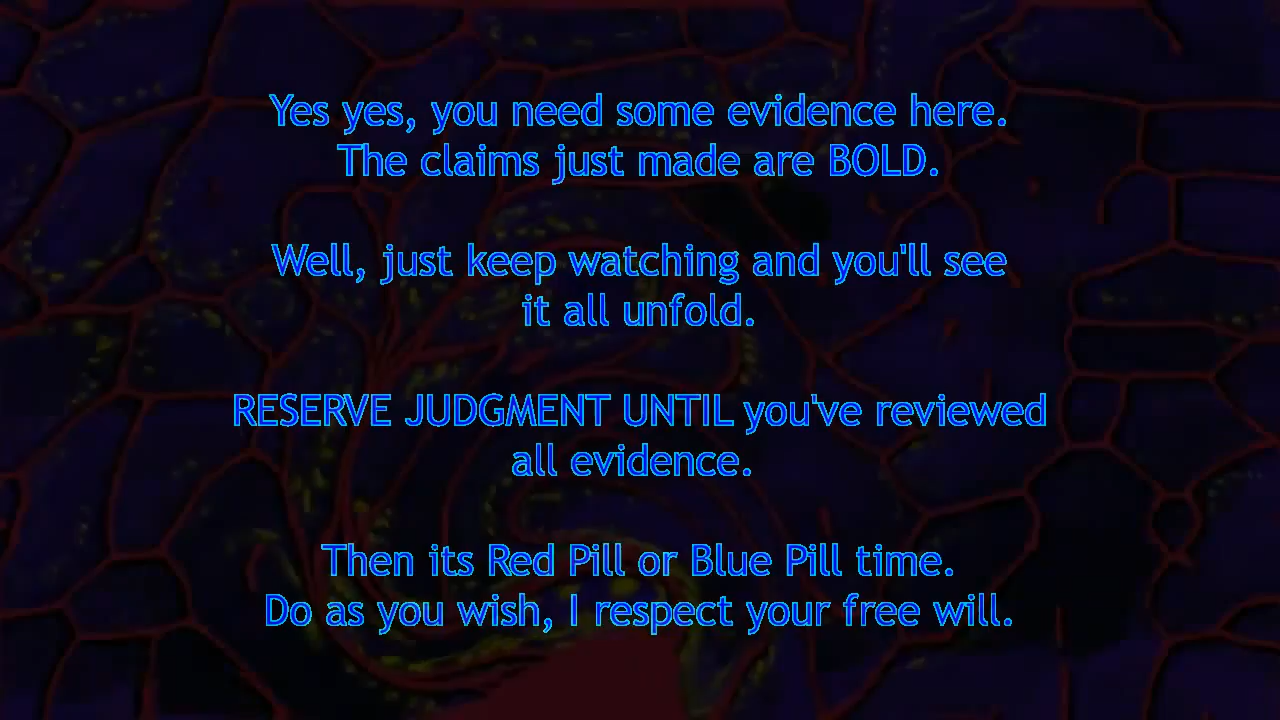 Yes yes, you need some evidence here.
The claims just made are BOLD.
Well, just keep watching and you'll see
it all unfold.
RESERVE JUDGMENT UNTIL you've reviewed
all evidence.
Then its Red Pill or Blue Pill time.
Do as you wish, I respect your free will.